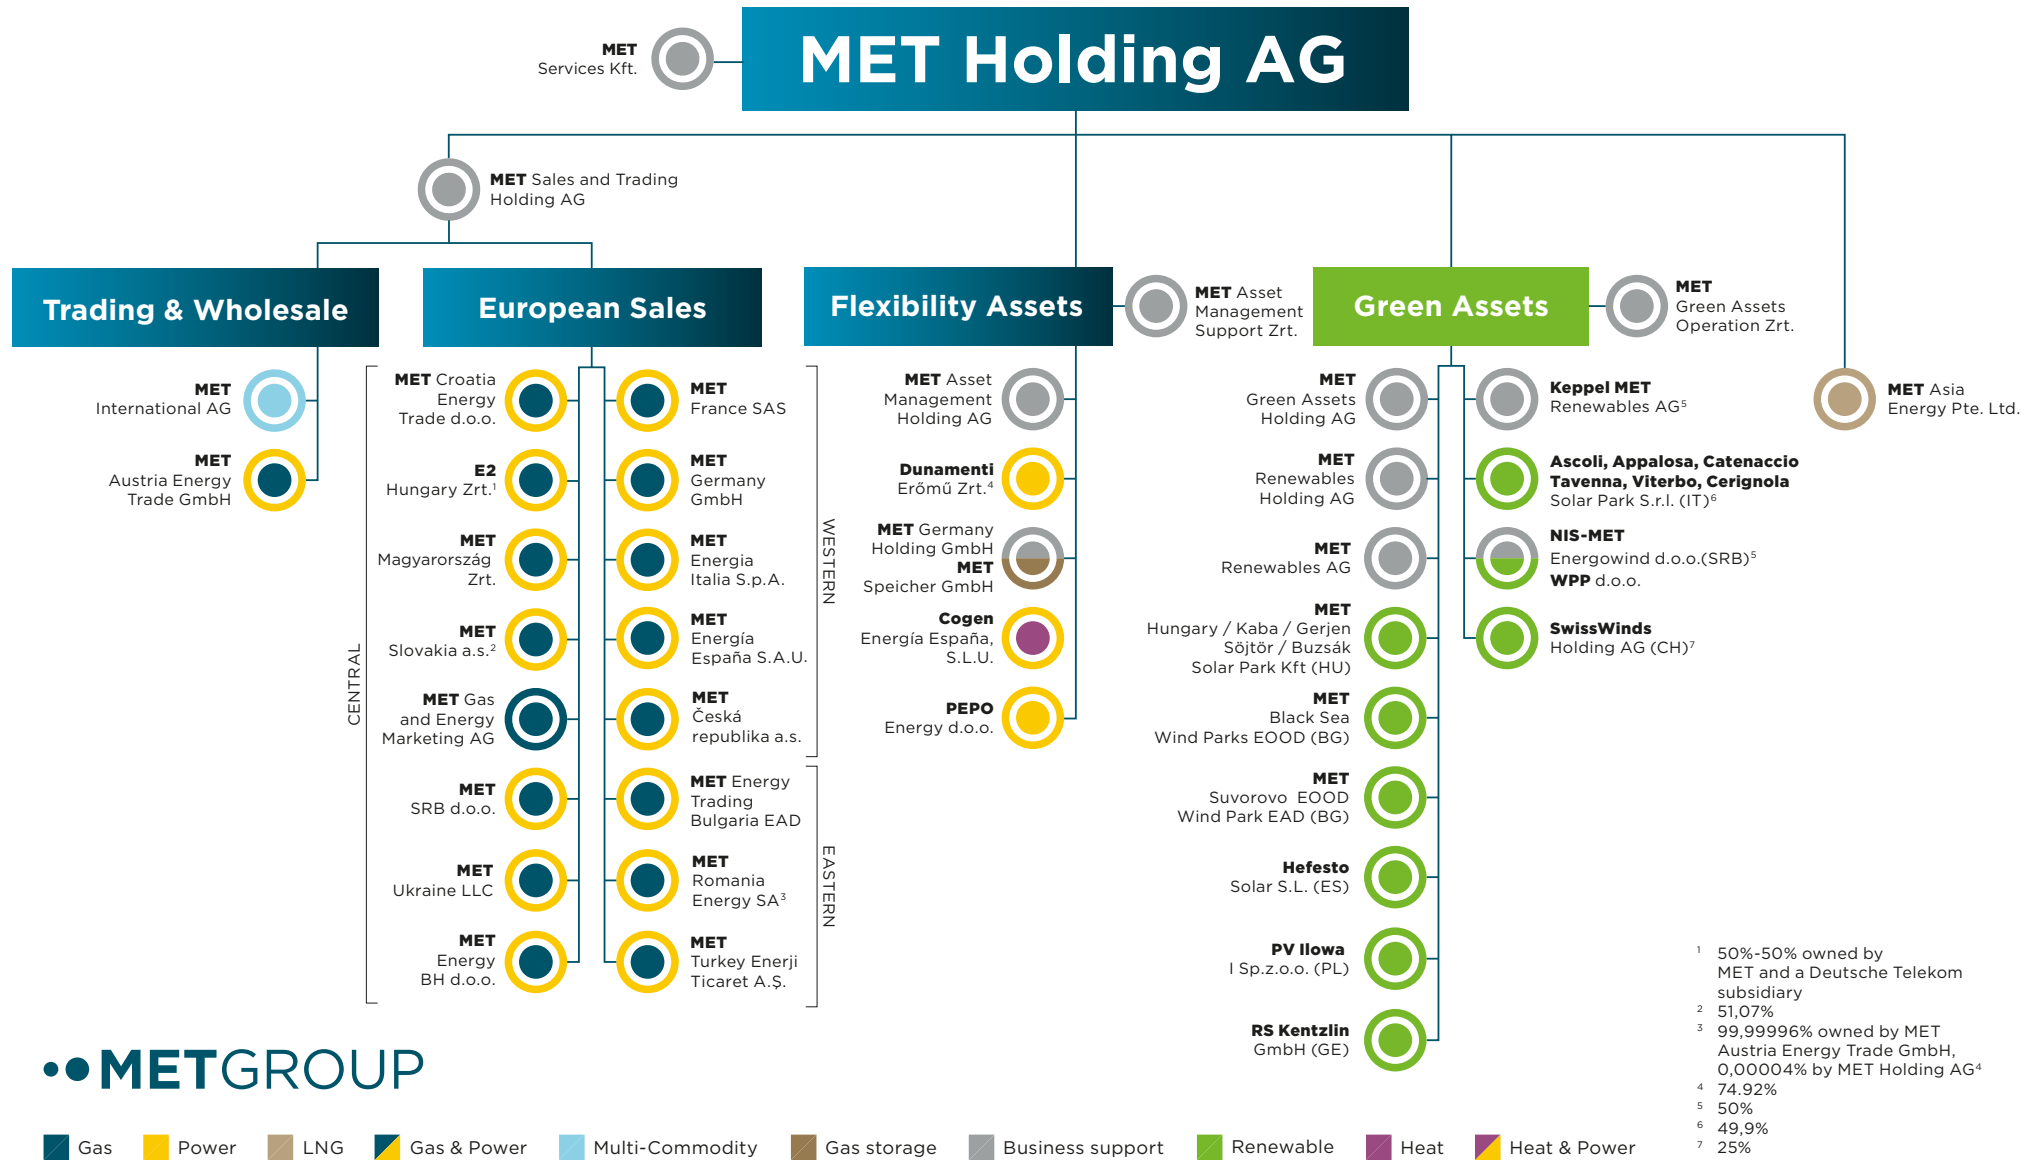 MET
Services Kft.
MET Holding AG
MET Sales and Trading
Holding AG
Trading & Wholesale
MET
International AG
MET
Austria Energy
Trade GmbH
European Sales
CENTRAL
MET Croatia
Energy
Trade d.o.o.
E2
Hungary Zrt.¹
MET
Magyarország
Zrt.
MET
Slovakia a.s.²
MET Gas
and Energy
Marketing AG
MET
SRB d.o.o.
MET
Ukraine LLC
MET
Energy
BH d.o.o.
MET
France SAS
MET
Germany
GmbH
MET
Energia
Italia S.p.A.
MET
Energía
España S.A.U.
MET
Česká
republika a.s.
WESTERN
MET Energy
Trading
Bulgaria EAD
MET
Romania
Energy SA³
MET
Turkey Enerji
Ticaret A.Ş.
EASTERN
Flexibility Assets
MET Asset
Management
Support Zrt.
MET Asset
Management
Holding AG
Dunamenti
Erőmű Zrt.⁴
MET Germany
Holding GmbH
MET
Speicher GmbH
Cogen
Energía España,
S.L.U.
PEPO
Energy d.o.o.
Green Assets
MET
Green Assets
Operation Zrt.
MET
Green Assets
Holding AG
MET
Renewables
Holding AG
MET
Renewables AG
MET
Hungary / Kaba / Gerjen
Söjtör / Buzsák
Solar Park Kft (HU)
MET
Black Sea
Wind Parks EOOD (BG)
MET
Suvorovo EOOD
Wind Park EAD (BG)
Hefesto
Solar S.L. (ES)
PV Ilowa
I Sp.z.o.o. (PL)
RS Kentzlin
GmbH (GE)
Keppel MET
Renewables AG⁵
Ascoli, Appalosa, Catenaccio
Tavenna, Viterbo, Cerignola
Solar Park S.r.l. (IT)⁶
NIS-MET
Energowind d.o.o.(SRB)⁵
WPP d.o.o.
SwissWinds
Holding AG (CH)⁷
MET Asia
Energy Pte. Ltd.
¹ 50%-50% owned by
MET and a Deutsche Telekom
subsidiary
² 51,07%
³ 99,99996% owned by MET
Austria Energy Trade GmbH,
0,00004% by MET Holding AG⁴
⁴ 74.92%
⁵ 50%
⁶ 49,9%
⁷ 25%
METGROUP
Gas
Power
LNG
Gas & Power
Multi-Commodity
Gas storage
Business support
Renewable
Heat
Heat & Power